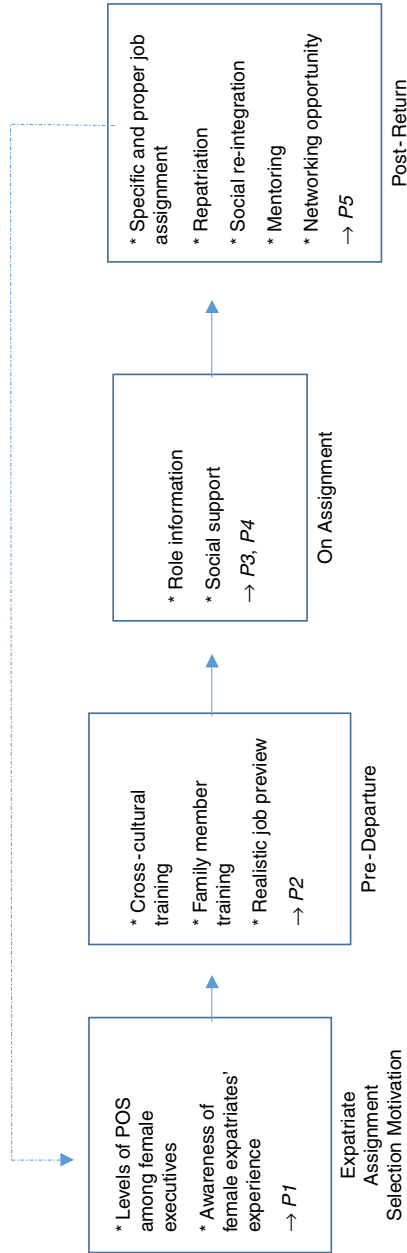 * Levels of POS
among female
executives
* Awareness of
female expatriates’
experience
→ P1
Expatriate
Assignment
Selection Motivation
* Cross-cultural
training
* Family member
training
* Realistic job preview
→ P2
Pre-Departure
* Role information
* Social support
→ P3, P4
On Assignment
* Specific and proper job
assignment
* Repatriation
* Social re-integration
* Mentoring
* Networking opportunity
→ P5
Post-Return